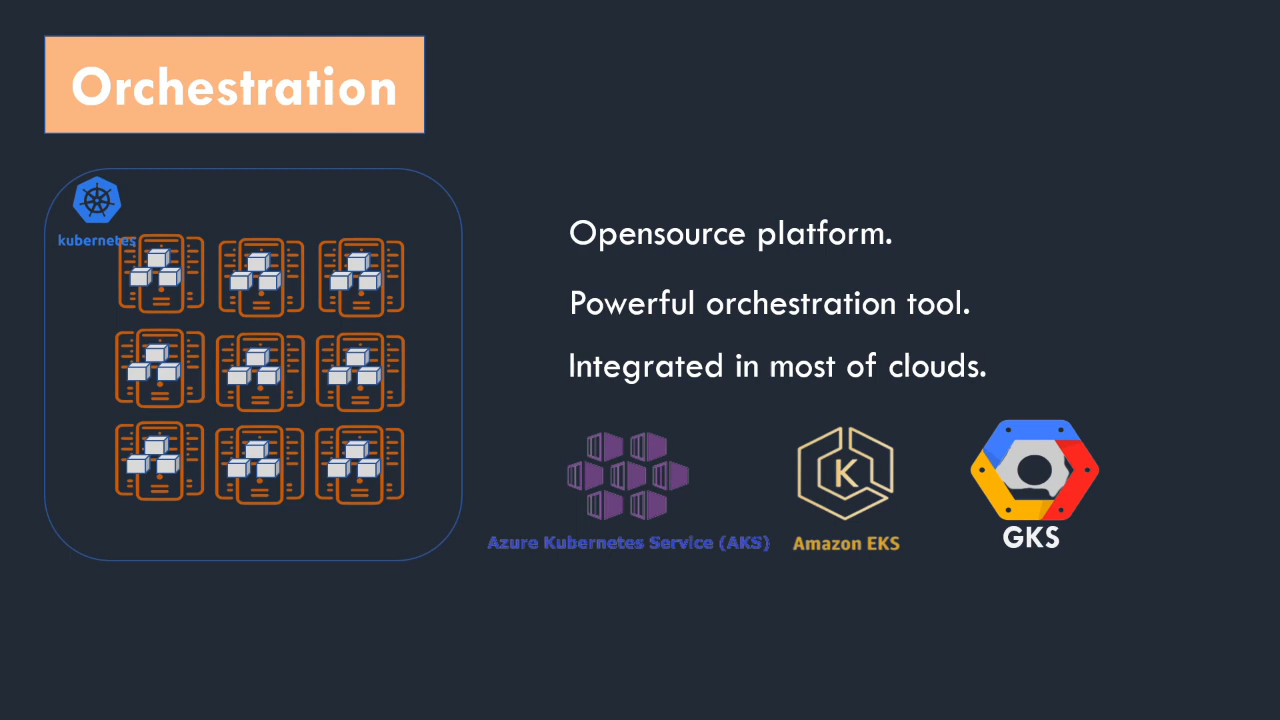 Orchestration
kubernetes
Opensource platform.
Powerful orchestration tool.
Integrated in most of clouds.
K
Azure Kubernetes Service (AKS)
Amazon EKS
GKS